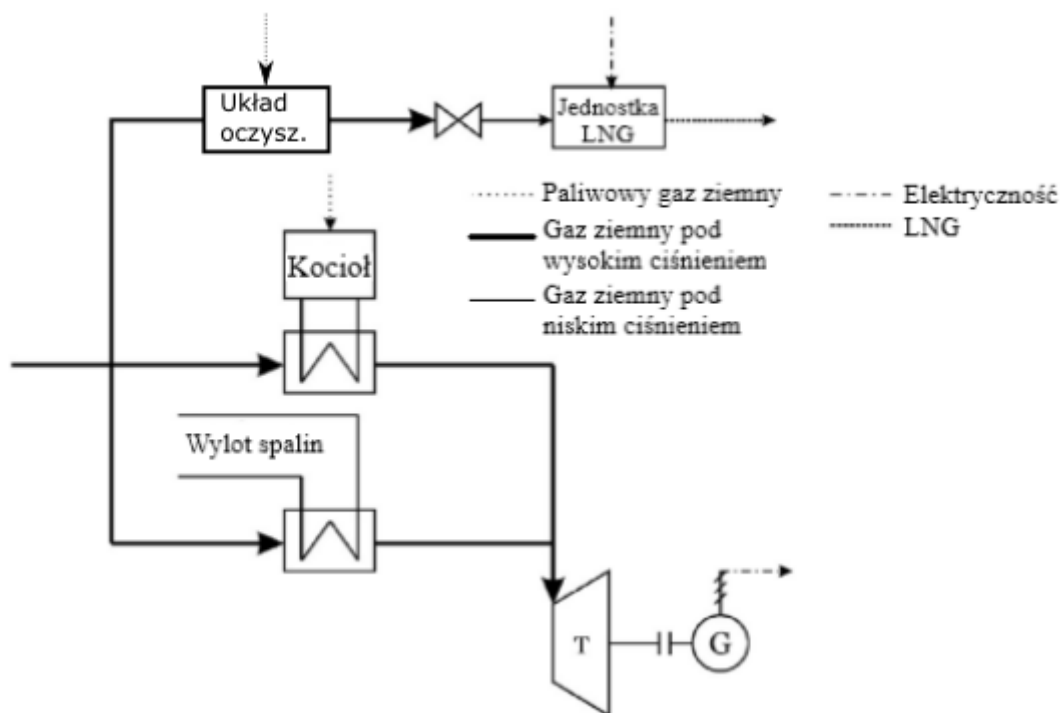 Układ
oczysz.
Jednostka
LNG
Paliwowy gaz ziemny
Gaz ziemny pod
wysokim ciśnieniem
Gaz ziemny pod
niskim ciśnieniem
Elektryczność
LNG
Kocioł
Wylot spalin
T
G